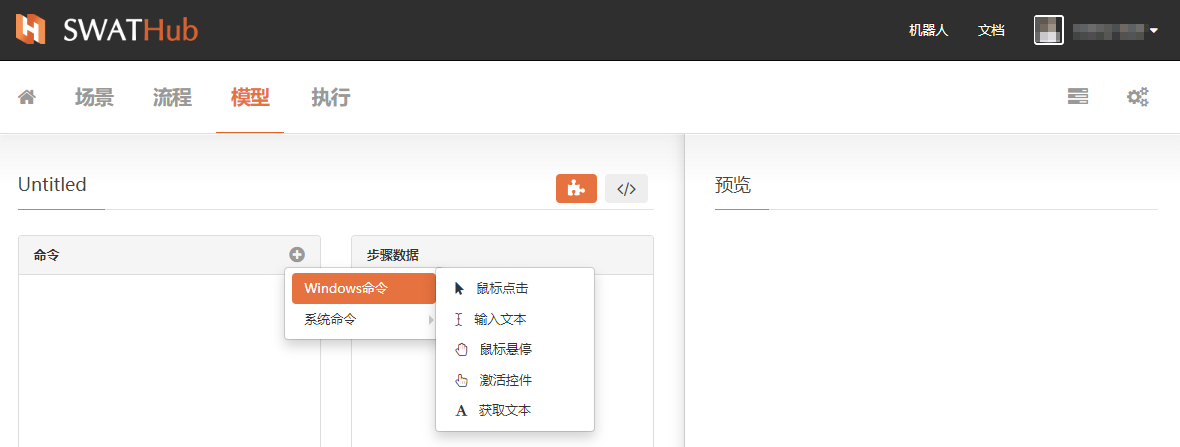 SWATHub
机器人 文档
场景 流程 模型 执行
Untitled
</>
预览
命令
步骤数据
Windows命令
系统命令
鼠标点击
输入文本
鼠标悬停
激活控件
A 获取文本